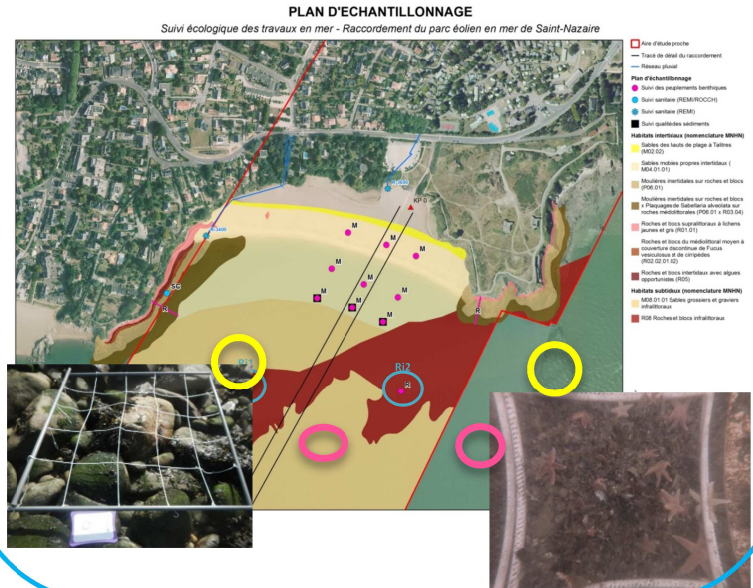 PLAN D'ECHANTILLONNAGE
Suivi écologique des travaux en mer - Raccordement du parc éolien en mer de Saint-Nazaire
Aire d'étude proche
Tracé de détail du raccordement
Réseau pluvial
Plan d'échantillonnage
Suivi des peuplements benthiques
Suivi sanitaire (REMI/ROCCH)
Suivi sanitaire (REMI)
Suivi qualité des sédiments
Habitats intertidaux (nomenclature MNHN)
Sables des hauts de plage à Talitres
(M02.02)
Sables mobiles propres intertidaux (
M04.01.01)
Moulières intertidales sur roches et blocs
(P06.01)
Moulières intertidales sur roches et blocs
x Plaquages de Sabellaria alveolata sur
roches médiolittorales (P06.01 x R03.04)
Roches et blocs supralittoraux à lichens
jaunes et gris (R01.01)
Roches et blocs du médiolittoral moyen à
couverture discontinue de Fucus
vesiculosus et de cirripèdes
(R02.02.01.02)
Roches et blocs intertidaux avec algues
opportunistes (R05)
Habitats subtidaux (nomenclature MNHN)
M08.01.01 Sables grossiers et graviers
infralittoraux
R06 Roches et blocs infralittoraux
KP 0
M
M
M
M
M
SG
M
M
M
R
R
M
Ri1
Ri2
R